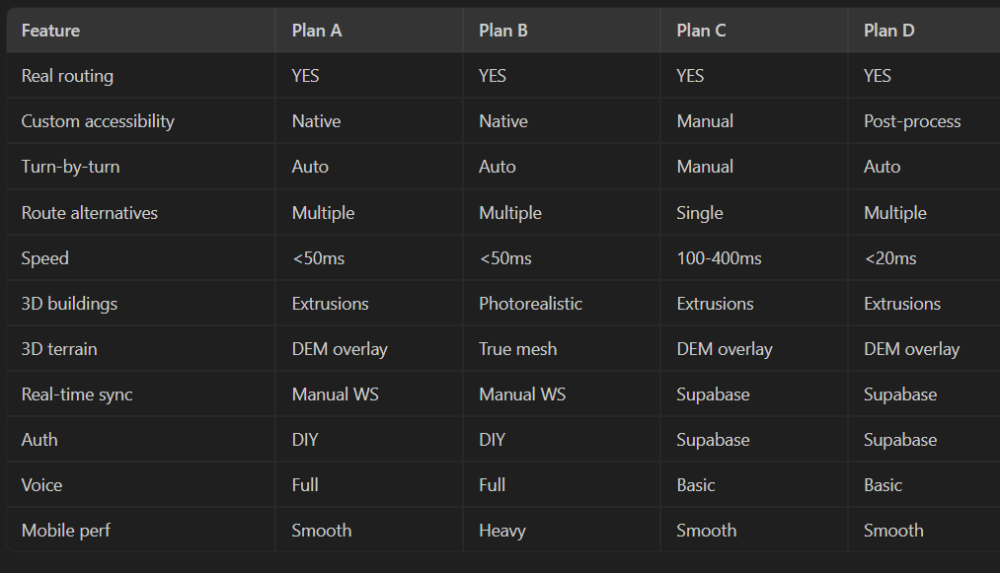 Feature Plan A Plan B Plan C Plan D
Real routing YES YES YES YES
Custom accessibility Native Native Manual Post-process
Turn-by-turn Auto Auto Manual Auto
Route alternatives Multiple Multiple Single Multiple
Speed <50ms <50ms 100-400ms <20ms
3D buildings Extrusions Photorealistic Extrusions Extrusions
3D terrain DEM overlay True mesh DEM overlay DEM overlay
Real-time sync Manual WS Manual WS Supabase Supabase
Auth DIY DIY Supabase Supabase
Voice Full Full Basic Basic
Mobile perf Smooth Heavy Smooth Smooth